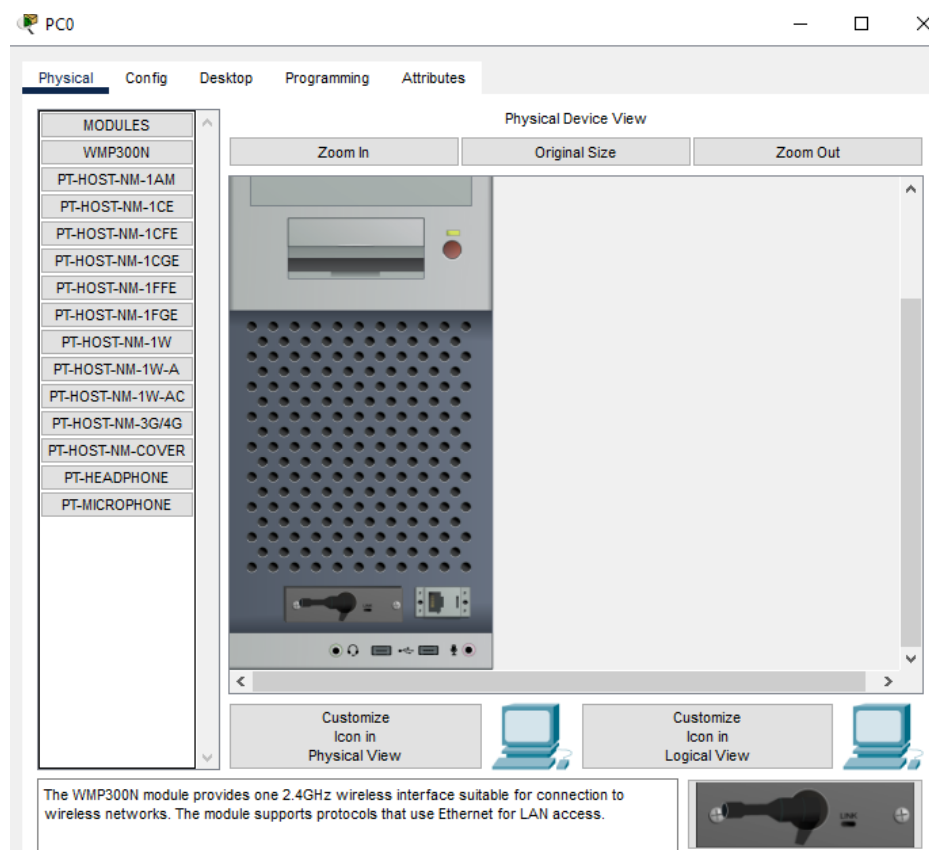 PC0
Physical Config Desktop Programming Attributes
MODULES
WMP300N
PT-HOST-NM-1AM
PT-HOST-NM-1CE
PT-HOST-NM-1CFE
PT-HOST-NM-1CGE
PT-HOST-NM-1FFE
PT-HOST-NM-1FGE
PT-HOST-NM-1W
PT-HOST-NM-1W-A
PT-HOST-NM-1W-AC
PT-HOST-NM-3G/4G
PT-HOST-NM-COVER
PT-HEADPHONE
PT-MICROPHONE
Physical Device View
Zoom In Original Size Zoom Out
Customize
Icon in
Physical View
Customize
Icon in
Logical View
The WMP300N module provides one 2.4GHz wireless interface suitable for connection to
wireless networks. The module supports protocols that use Ethernet for LAN access.
LINK